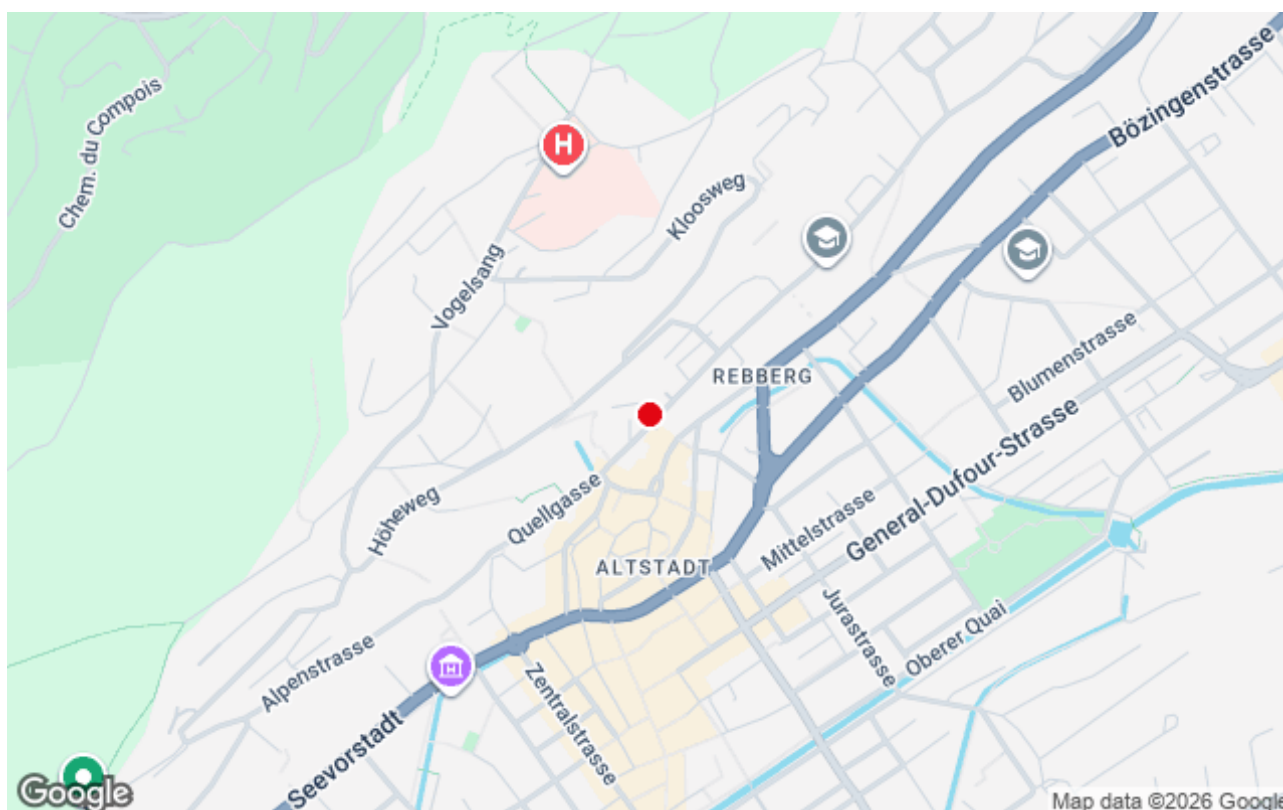 Chem. du Compois
H
Kloosweg
Bözingenstrasse
Vogelsang
REBBERG
Blumenstrasse
General-Dufour-Strasse
Höheweg
Quellgasse
Mittelstrasse
ALTSTADT
Jurastrasse
Oberer Quai
Alpenstrasse
Zentralstrasse
Seevorstadt
Google
Map data ©2026 Google